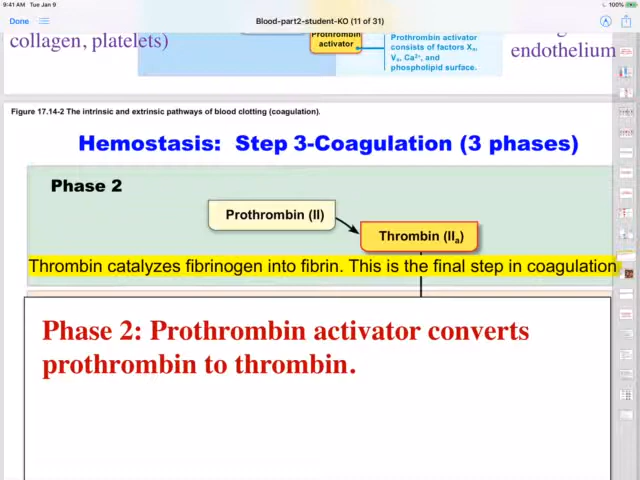 9:41 AM Tue Jan 9
100%
Done
Blood-part2-student-KO (11 of 31)
collagen, platelets)
Prothrombin
activator
Prothrombin activator
consists of factors Xa,
Va, Ca2+, and
phospholipid surface.
endothelium
Figure 17.14-2 The intrinsic and extrinsic pathways of blood clotting (coagulation).
Hemostasis: Step 3-Coagulation (3 phases)
Phase 2
Prothrombin (II)
Thrombin (IIa)
Thrombin catalyzes fibrinogen into fibrin. This is the final step in coagulation
Phase 2: Prothrombin activator converts
prothrombin to thrombin.